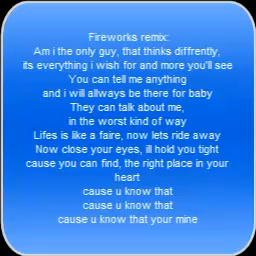 Fireworks remix:
Am i the only guy, that thinks diffrently,
its everything i wish for and more you'll see
You can tell me anything
and i will allways be there for baby
They can talk about me,
in the worst kind of way
Lifes is like a faire, now lets ride away
Now close your eyes, ill hold you tight
cause you can find, the right place in your
heart
cause u know that
cause u know that
cause u know that your mine